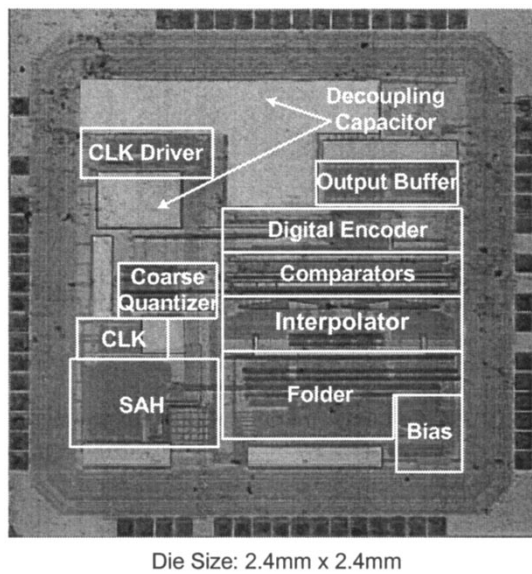 Decoupling
Capacitor
CLK Driver
Output Buffer
Digital Encoder
Coarse
Quantizer
Comparators
Interpolator
CLK
SAH
Folder
Bias
Die Size: 2.4mm x 2.4mm